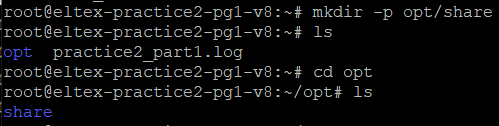 root@eltex-practice2-pg1-v8:~# mkdir -p opt/share
root@eltex-practice2-pg1-v8:~# ls
opt  practice2_part1.log
root@eltex-practice2-pg1-v8:~# cd opt
root@eltex-practice2-pg1-v8:~/opt# ls
share